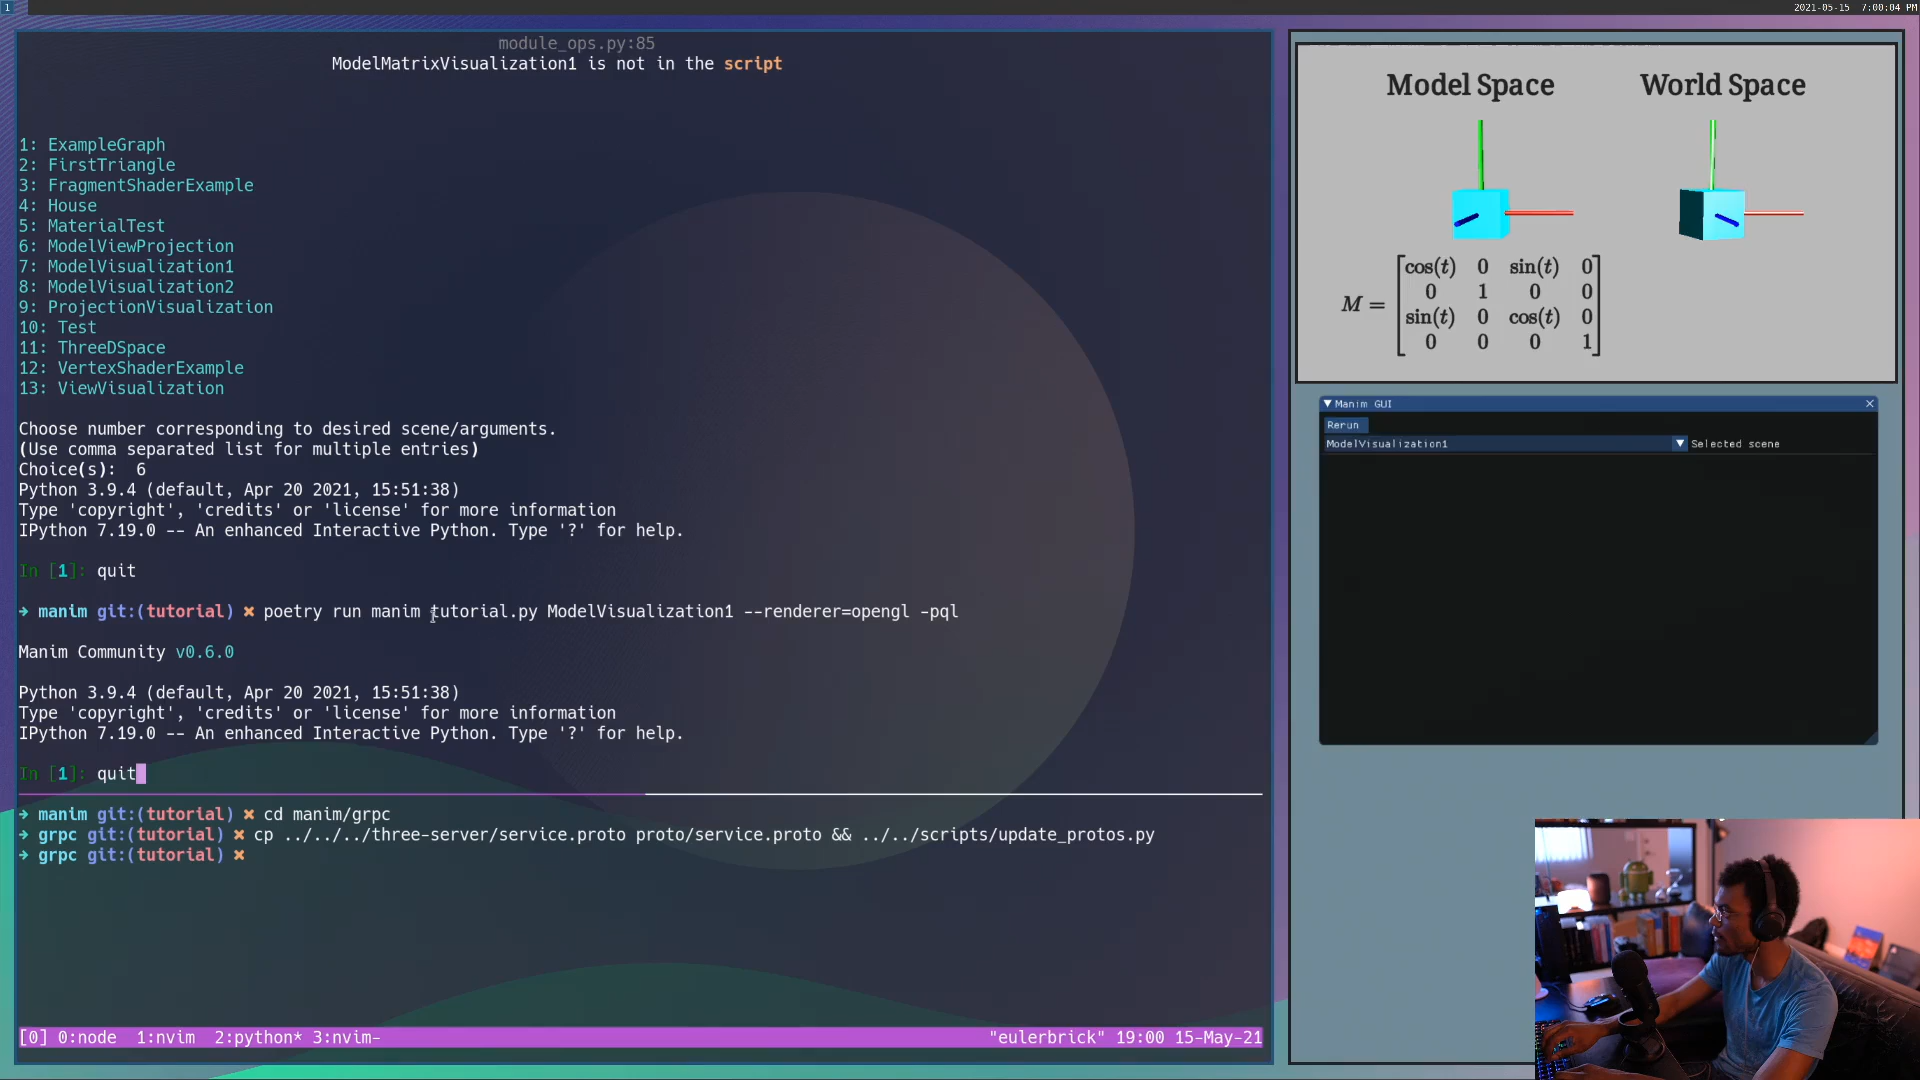 1
2021-05-15 7:00:04 PM
module_ops.py:85
ModelMatrixVisualization1 is not in the script
1: ExampleGraph
2: FirstTriangle
3: FragmentShaderExample
4: House
5: MaterialTest
6: ModelViewProjection
7: ModelVisualization1
8: ModelVisualization2
9: ProjectionVisualization
10: Test
11: ThreeDSpace
12: VertexShaderExample
13: ViewVisualization
Choose number corresponding to desired scene/arguments.
(Use comma separated list for multiple entries)
Choice(s):  6
Python 3.9.4 (default, Apr 20 2021, 15:51:38)
Type 'copyright', 'credits' or 'license' for more information
IPython 7.19.0 -- An enhanced Interactive Python. Type '?' for help.
In [1]: quit
➜ manim git:(tutorial) ✖ poetry run manim tutorial.py ModelVisualization1 --renderer=opengl -pql
Manim Community v0.6.0
Python 3.9.4 (default, Apr 20 2021, 15:51:38)
Type 'copyright', 'credits' or 'license' for more information
IPython 7.19.0 -- An enhanced Interactive Python. Type '?' for help.
In [1]: quit
➜ manim git:(tutorial) ✖ cd manim/grpc
➜ grpc git:(tutorial) ✖ cp ../../../three-server/service.proto proto/service.proto && ../../scripts/update_protos.py
➜ grpc git:(tutorial) ✖
[0] 0:node  1:nvim  2:python* 3:nvim-
"eulerbrick" 19:00 15-May-21
Model Space
World Space
M =
cos(t) 0 sin(t) 0
0 1 0 0
sin(t) 0 cos(t) 0
0 0 0 1
Manim GUI
Rerun
ModelVisualization1
Selected scene